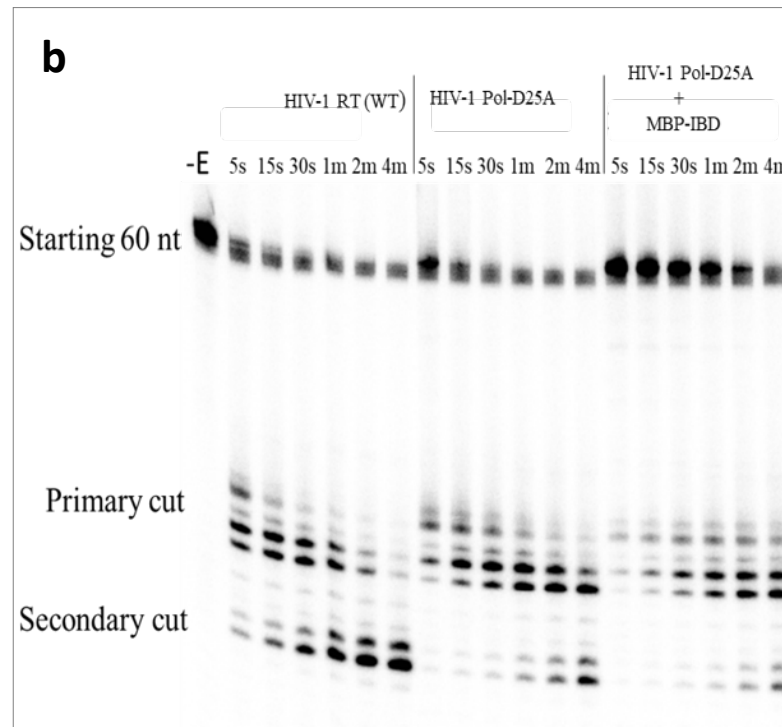 b
HIV-1 RT (WT)
HIV-1 Pol-D25A
HIV-1 Pol-D25A
+
MBP-IBD
-E 5s 15s 30s 1m 2m 4m 5s 15s 30s 1m 2m 4m 5s 15s 30s 1m 2m 4m
Starting 60 nt
Primary cut
Secondary cut